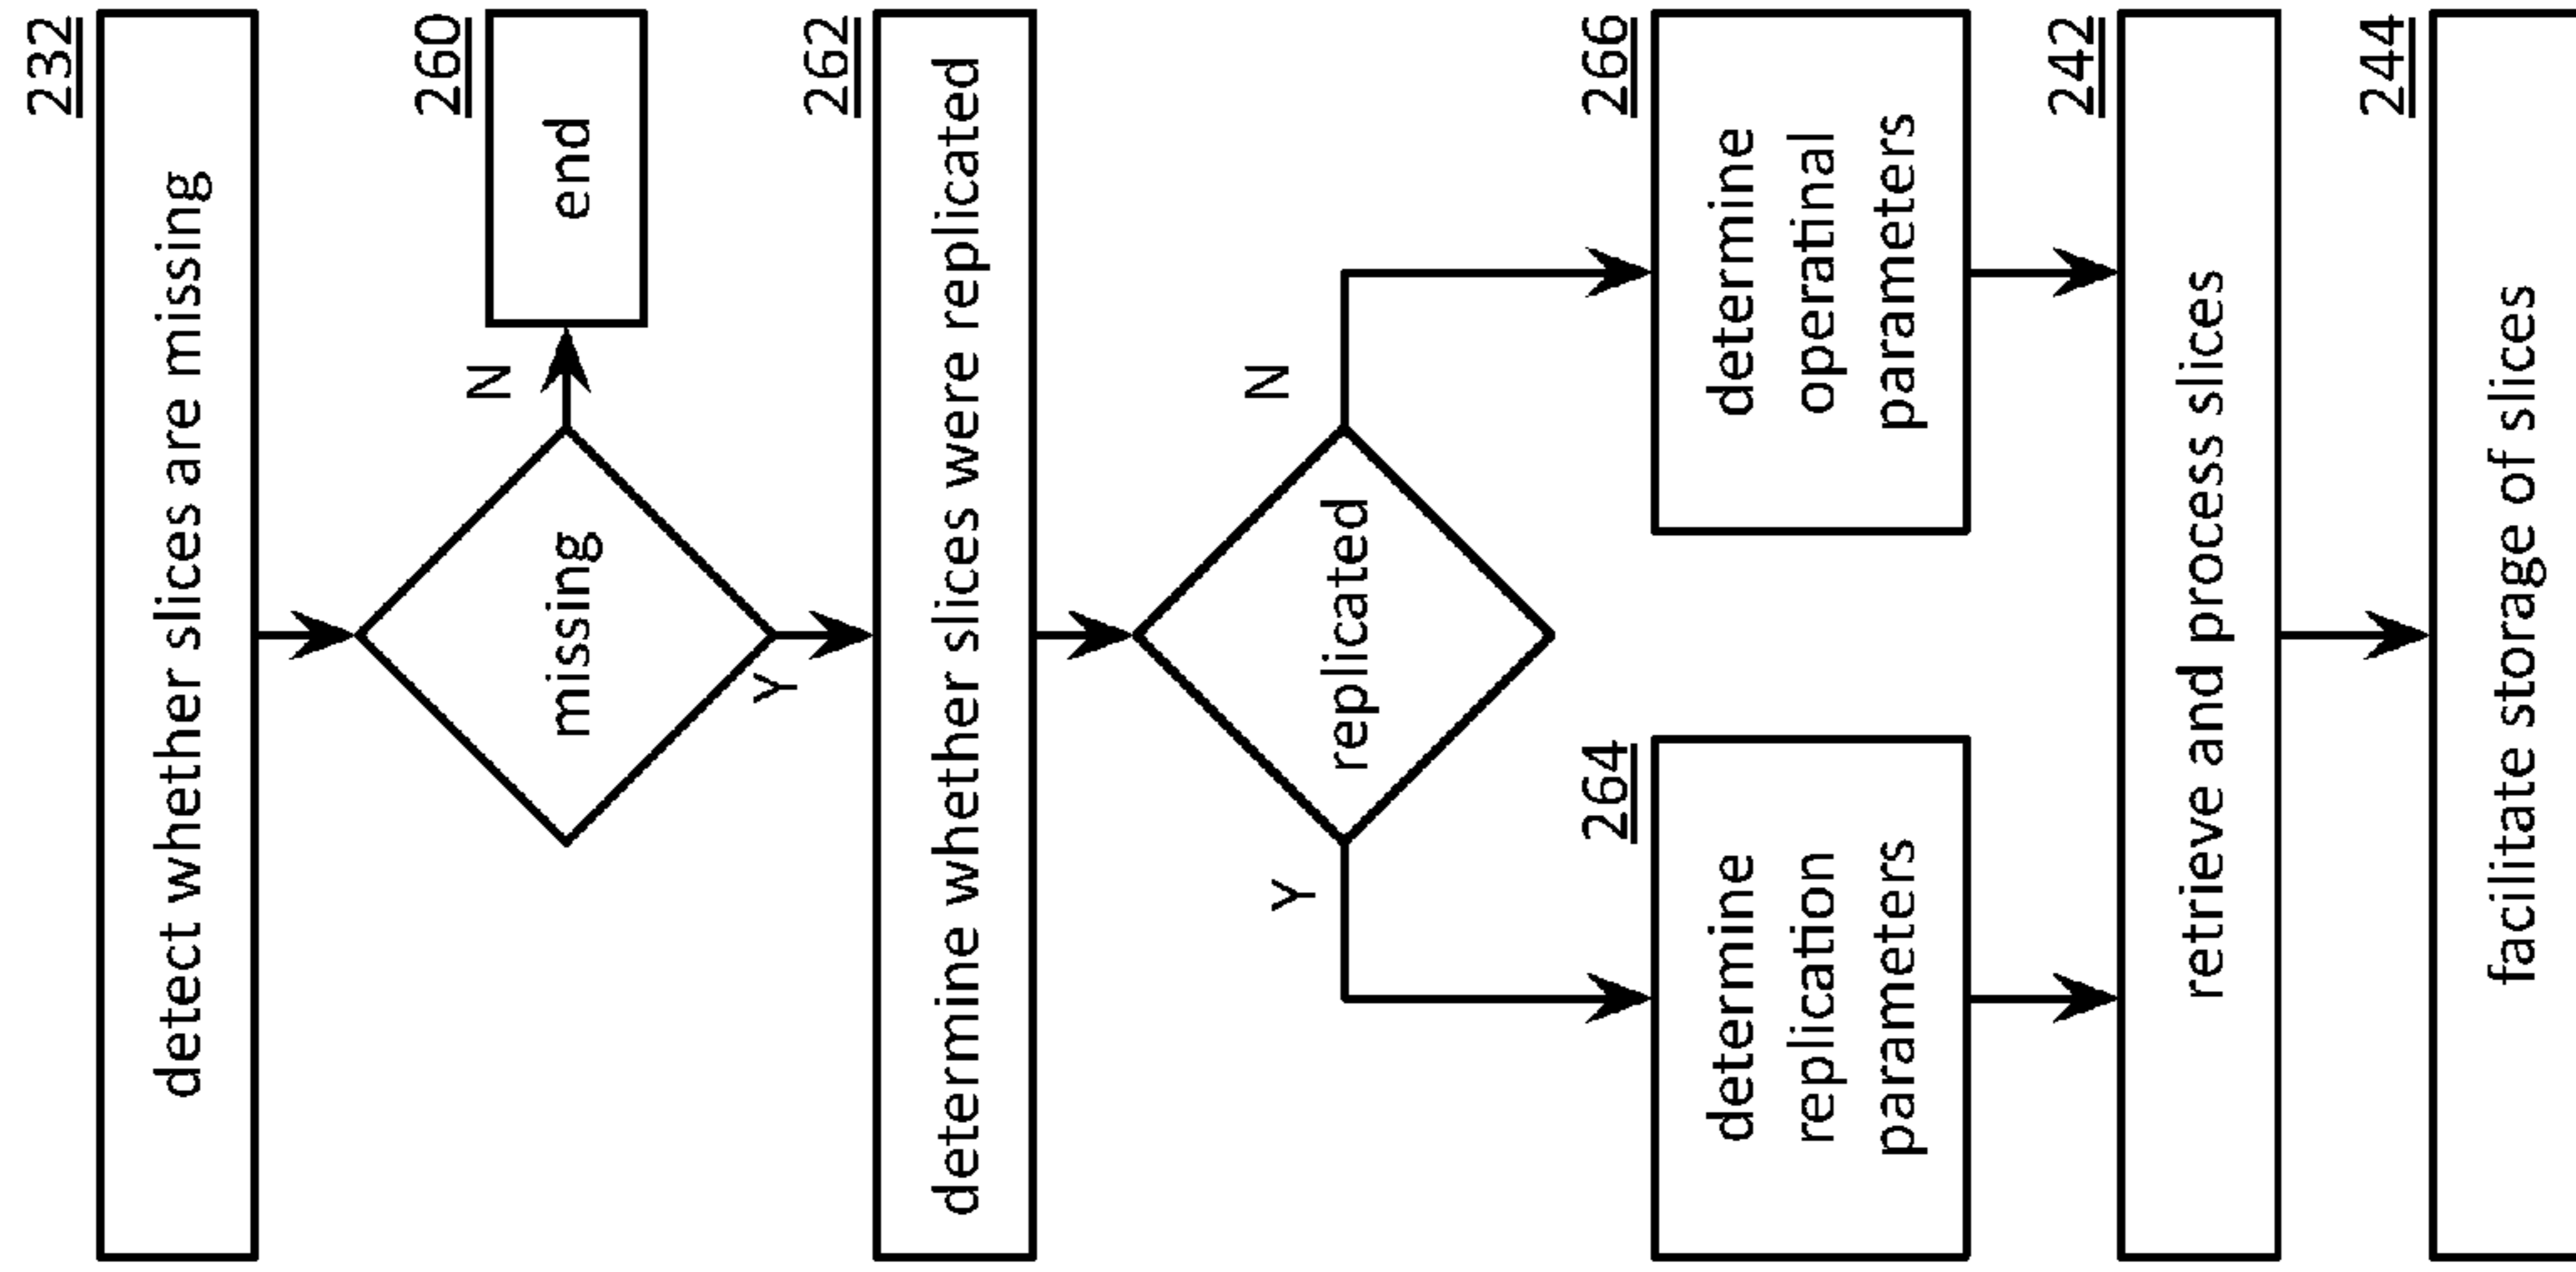 232
detect whether slices are missing
missing
N
260
end
Y
262
determine whether slices were replicated
replicated
Y
N
264
determine
replication
parameters
266
determine
operatinal
parameters
242
retrieve and process slices
244
facilitate storage of slices